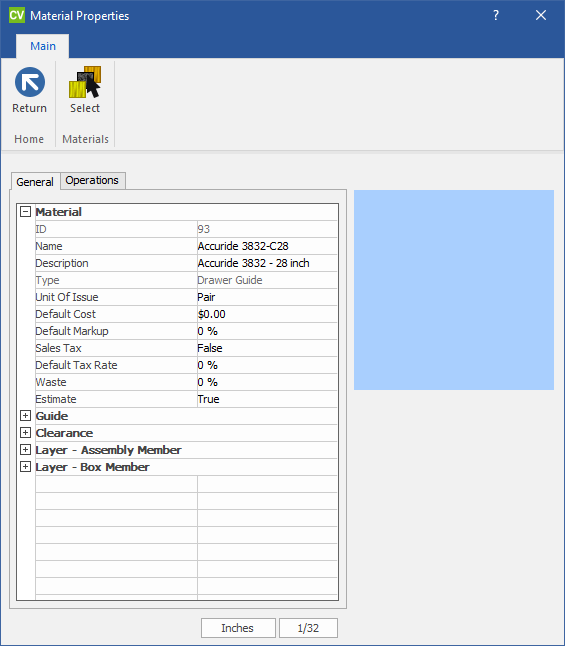 CV Material Properties ?
Main
Return Select
Home Materials
General Operations
Material
ID 93
Name Accuride 3832-C28
Description Accuride 3832 - 28 inch
Type Drawer Guide
Unit Of Issue Pair
Default Cost $0.00
Default Markup 0 %
Sales Tax False
Default Tax Rate 0 %
Waste 0 %
Estimate True
Guide
Clearance
Layer - Assembly Member
Layer - Box Member
Inches 1/32